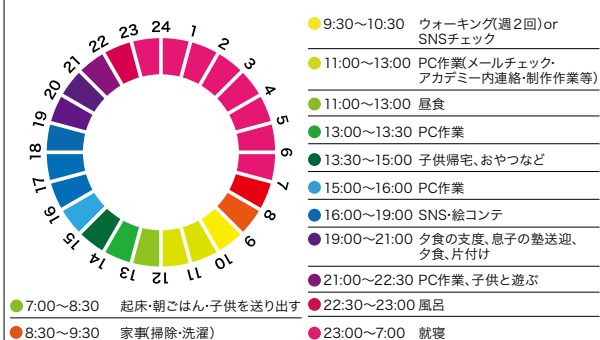 24
1
2
3
4
5
6
7
8
9
10
11
12
13
14
15
16
17
18
19
20
21
22
23
7:00〜8:30 起床・朝ごはん・子供を送り出す
8:30〜9:30 家事(掃除・洗濯)
9:30〜10:30 ウォーキング(週2回)or
SNSチェック
11:00〜13:00 PC作業(メールチェック・
アカデミー内連絡・制作作業等)
11:00〜13:00 昼食
13:00〜13:30 PC作業
13:30〜15:00 子供帰宅、おやつなど
15:00〜16:00 PC作業
16:00〜19:00 SNS・絵コンテ
19:00〜21:00 夕食の支度、息子の塾送迎、
夕食、片付け
21:00〜22:30 PC作業、子供と遊ぶ
22:30〜23:00 風呂
23:00〜7:00 就寝